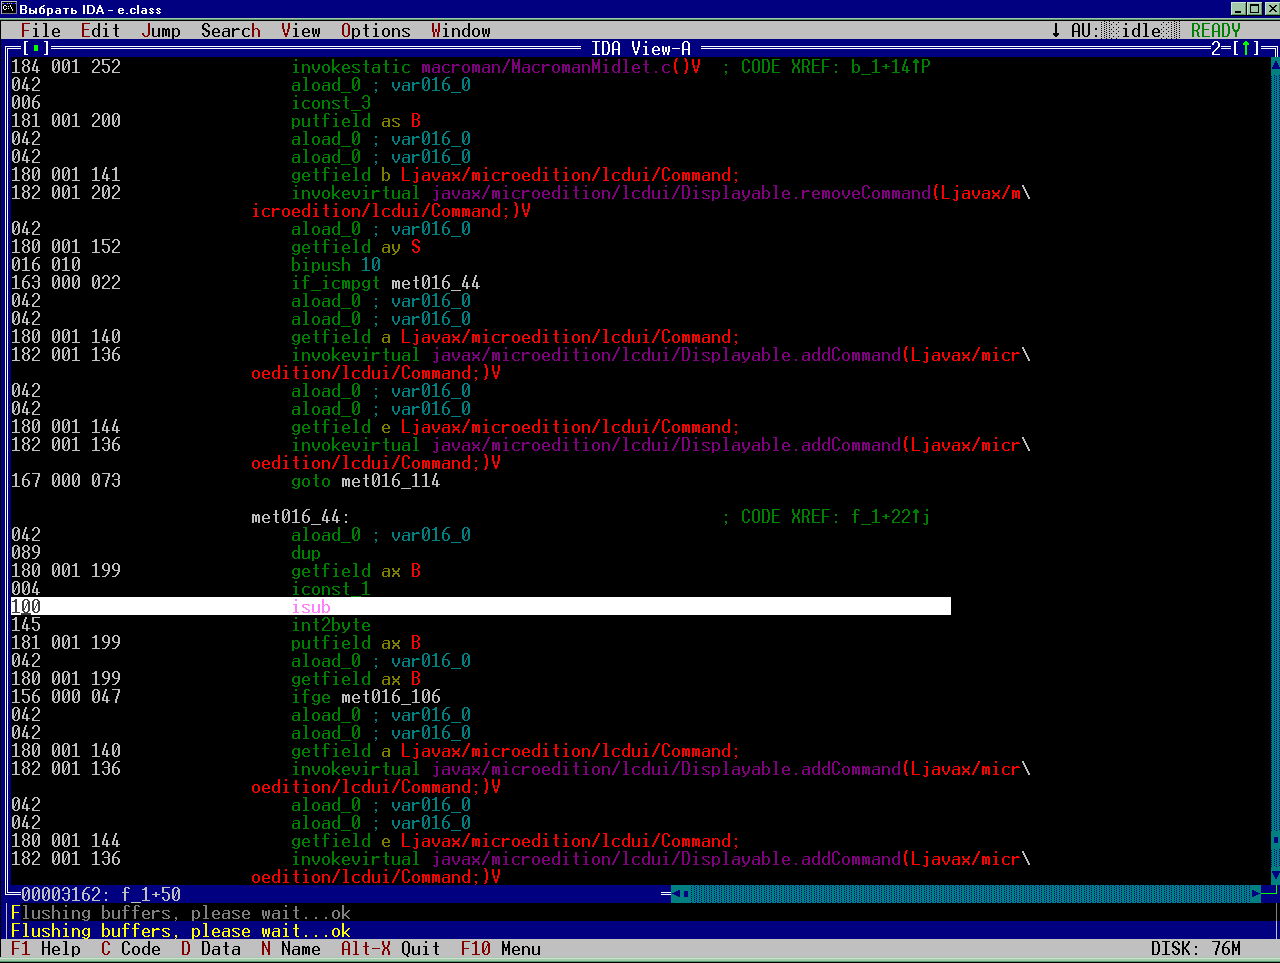 Выбрать IDA - e.class
File Edit Jump Search View Options Window ↓ AU: idle READY
[▪] IDA View-A 2-[↑]
184 001 252 invokestatic macroman/MacromanMidlet.c()V ; CODE XREF: b_1+14↑P
042 aload_0 ; var016_0
006 iconst_3
181 001 200 putfield as B
042 aload_0 ; var016_0
042 aload_0 ; var016_0
180 001 141 getfield b Ljavax/microedition/lcdui/Command;
182 001 202 invokevirtual javax/microedition/lcdui/Displayable.removeCommand(Ljavax/m\
icroedition/lcdui/Command;)V
042 aload_0 ; var016_0
180 001 152 getfield ay S
016 010 bipush 10
163 000 022 if_icmpgt met016_44
042 aload_0 ; var016_0
042 aload_0 ; var016_0
180 001 140 getfield a Ljavax/microedition/lcdui/Command;
182 001 136 invokevirtual javax/microedition/lcdui/Displayable.addCommand(Ljavax/micr\
oedition/lcdui/Command;)V
042 aload_0 ; var016_0
042 aload_0 ; var016_0
180 001 144 getfield e Ljavax/microedition/lcdui/Command;
182 001 136 invokevirtual javax/microedition/lcdui/Displayable.addCommand(Ljavax/micr\
oedition/lcdui/Command;)V
167 000 073 goto met016_114
met016_44: ; CODE XREF: f_1+22↑j
042 aload_0 ; var016_0
089 dup
180 001 199 getfield ax B
004 iconst_1
100 isub
145 int2byte
181 001 199 putfield ax B
042 aload_0 ; var016_0
180 001 199 getfield ax B
156 000 047 ifge met016_106
042 aload_0 ; var016_0
042 aload_0 ; var016_0
180 001 140 getfield a Ljavax/microedition/lcdui/Command;
182 001 136 invokevirtual javax/microedition/lcdui/Displayable.addCommand(Ljavax/micr\
oedition/lcdui/Command;)V
042 aload_0 ; var016_0
042 aload_0 ; var016_0
180 001 144 getfield e Ljavax/microedition/lcdui/Command;
182 001 136 invokevirtual javax/microedition/lcdui/Displayable.addCommand(Ljavax/micr\
oedition/lcdui/Command;)V
00003162: f_1+50
Flushing buffers, please wait...ok
Flushing buffers, please wait...ok
F1 Help C Code D Data N Name Alt-X Quit F10 Menu DISK: 76M